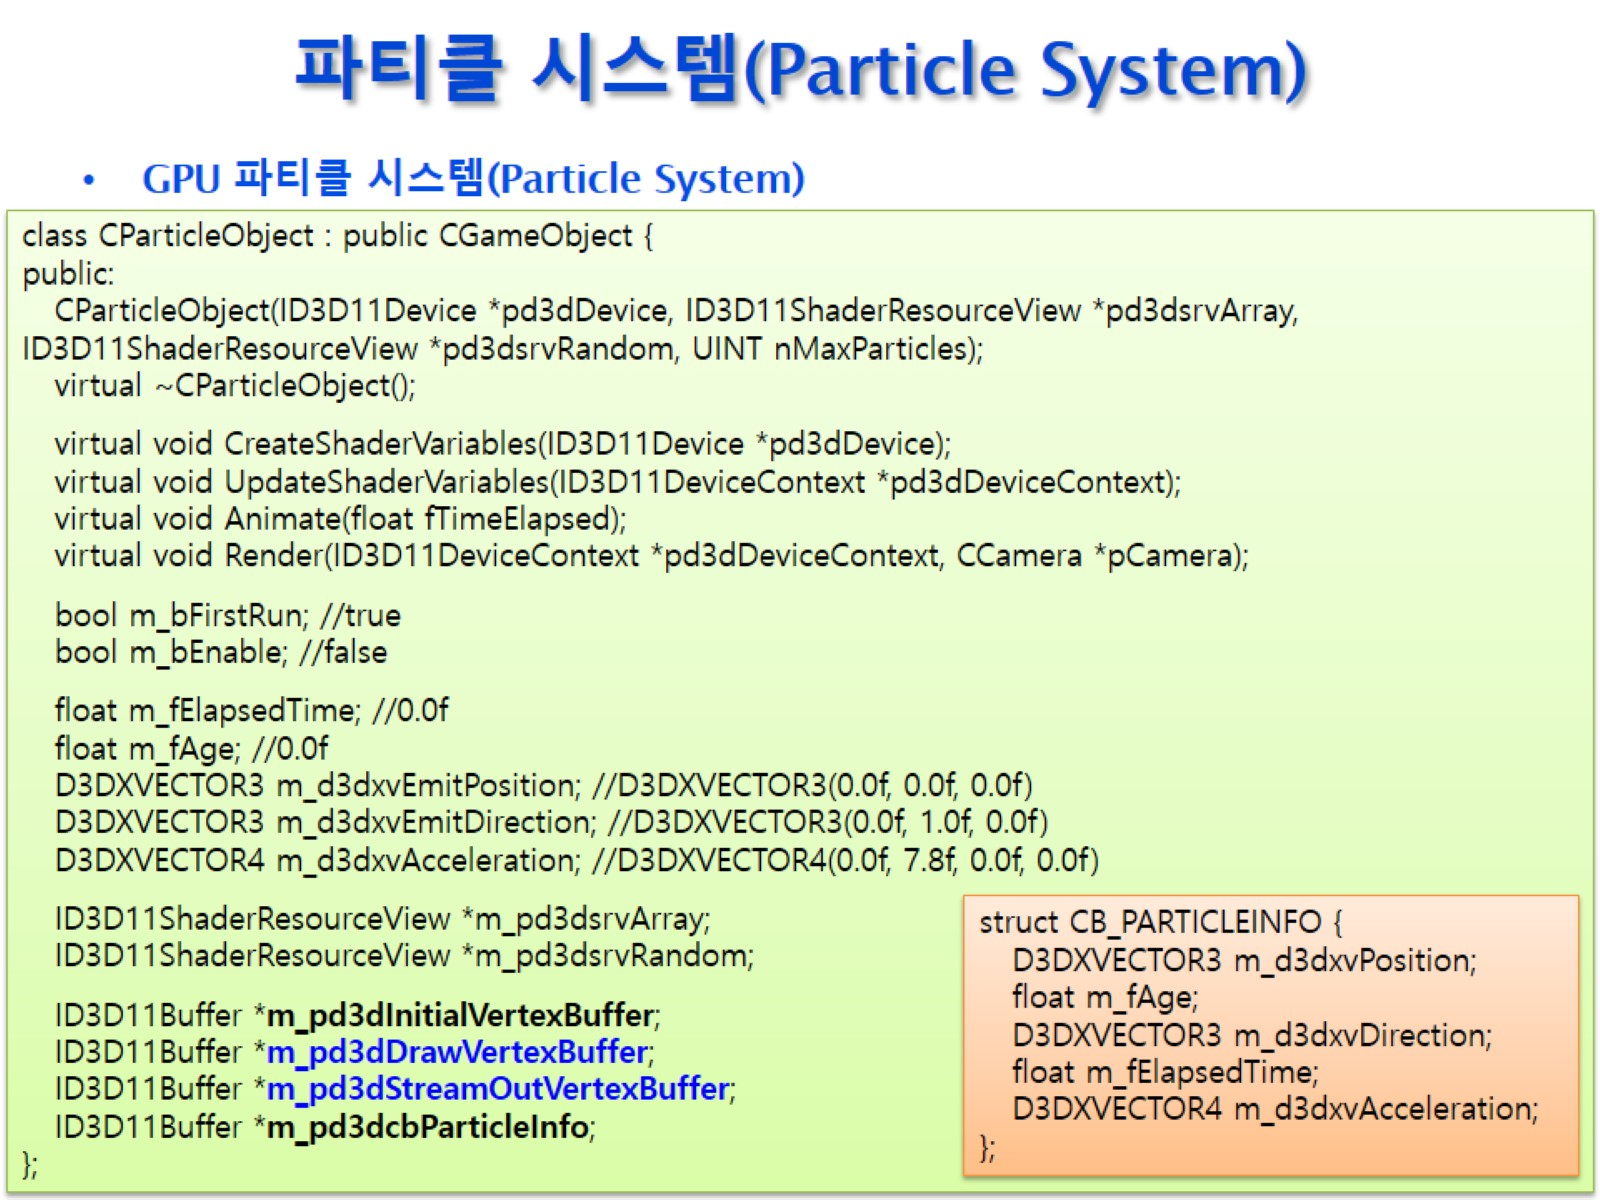 파티클 시스템(Particle System)
• GPU 파티클 시스템(Particle System)
class CParticleObject : public CGameObject {
public:
CParticleObject(ID3D11Device *pd3dDevice, ID3D11ShaderResourceView *pd3dsrvArray,
ID3D11ShaderResourceView *pd3dsrvRandom, UINT nMaxParticles);
virtual ~CParticleObject();
virtual void CreateShaderVariables(ID3D11Device *pd3dDevice);
virtual void UpdateShaderVariables(ID3D11DeviceContext *pd3dDeviceContext);
virtual void Animate(float fTimeElapsed);
virtual void Render(ID3D11DeviceContext *pd3dDeviceContext, CCamera *pCamera);
bool m_bFirstRun; //true
bool m_bEnable; //false
float m_fElapsedTime; //0.0f
float m_fAge; //0.0f
D3DXVECTOR3 m_d3dxvEmitPosition; //D3DXVECTOR3(0.0f, 0.0f, 0.0f)
D3DXVECTOR3 m_d3dxvEmitDirection; //D3DXVECTOR3(0.0f, 1.0f, 0.0f)
D3DXVECTOR4 m_d3dxvAcceleration; //D3DXVECTOR4(0.0f, 7.8f, 0.0f, 0.0f)
ID3D11ShaderResourceView *m_pd3dsrvArray;
ID3D11ShaderResourceView *m_pd3dsrvRandom;
ID3D11Buffer *m_pd3dInitialVertexBuffer;
ID3D11Buffer *m_pd3dDrawVertexBuffer;
ID3D11Buffer *m_pd3dStreamOutVertexBuffer;
ID3D11Buffer *m_pd3dcbParticleInfo;
};
struct CB_PARTICLEINFO {
D3DXVECTOR3 m_d3dxvPosition;
float m_fAge;
D3DXVECTOR3 m_d3dxvDirection;
float m_fElapsedTime;
D3DXVECTOR4 m_d3dxvAcceleration;
};